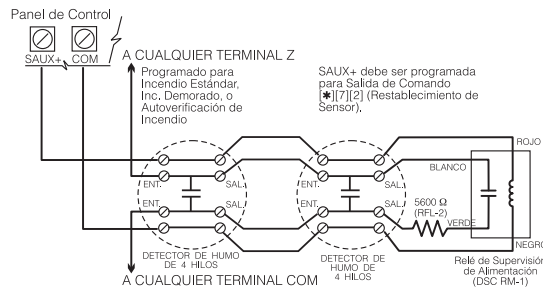 Panel de Control
SAUX+ COM
A CUALQUIER TERMINAL Z
Programado para
Incendio Estándar,
Inc. Demorado, o
Autoverificación de
Incendio
SAUX+ debe ser programada
para Salida de Comando
[✱][7][2] (Restablecimiento de
Sensor).
ROJO
BLANCO
ENT. SAL. ENT. SAL.
ENT. SAL. ENT. SAL.
5600 Ω
(RFL-2)
VERDE
NEGRO
DETECTOR DE HUMO
DE 4 HILOS
DETECTOR DE
HUMO DE
4 HILOS
Relé de Supervisión
de Alimentación
(DSC RM-1)
A CUALQUIER TERMINAL COM